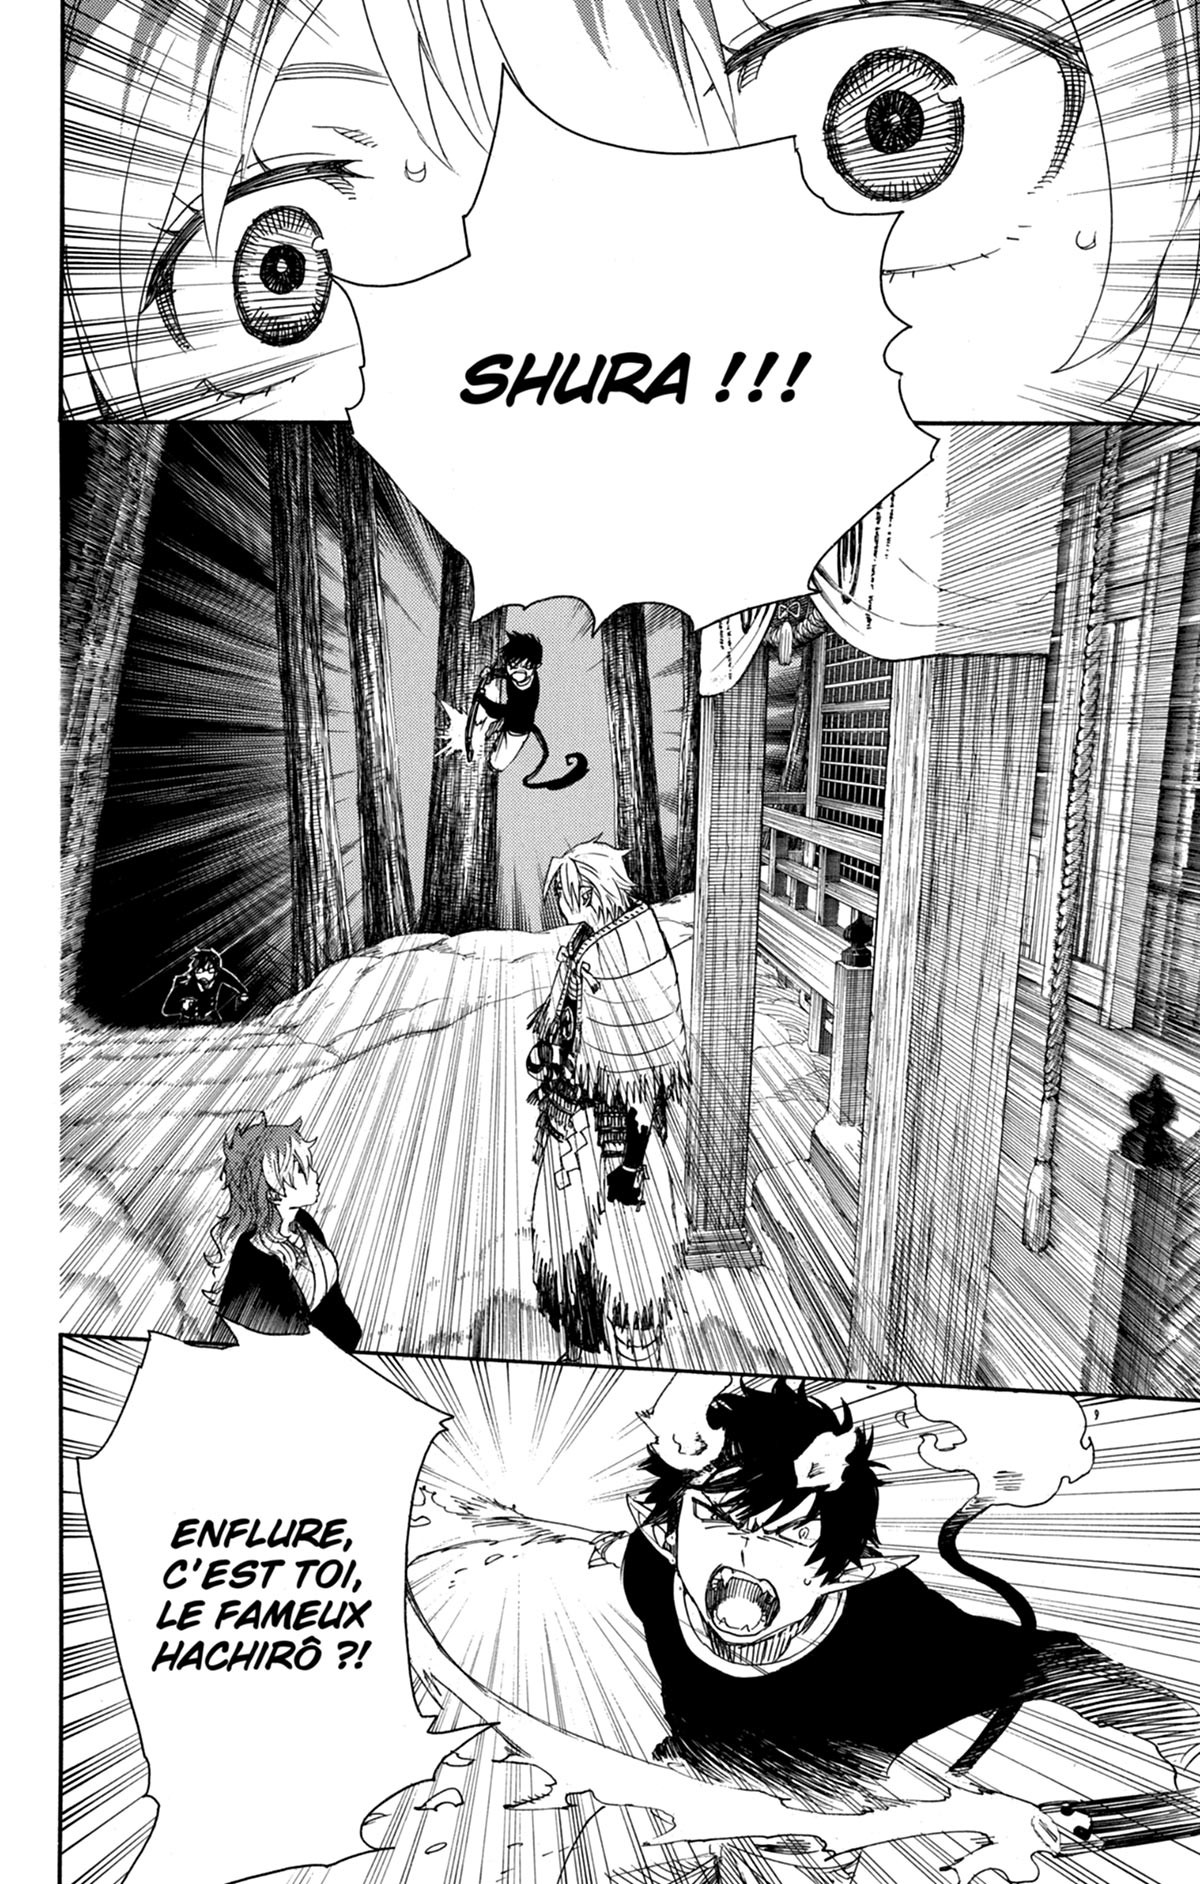 SHURA !!!
ENFLURE,
C'EST TOI,
LE FAMEUX
HACHIRÔ ?!